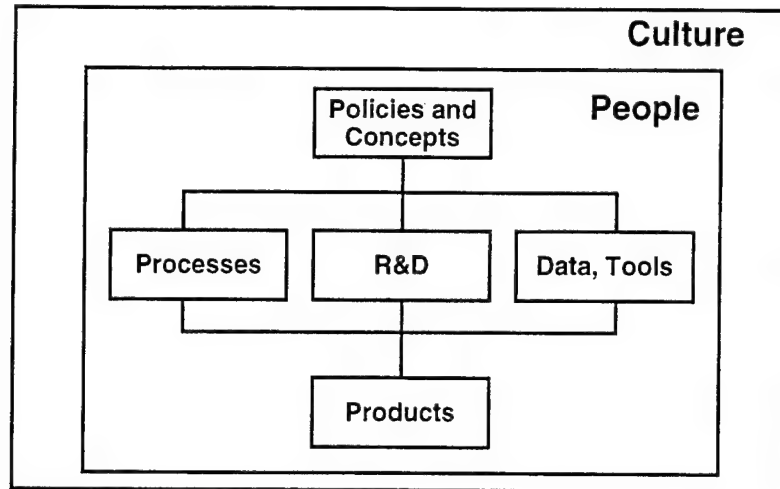 Culture
People
Policies and
Concepts
Processes
R&D
Data, Tools
Products